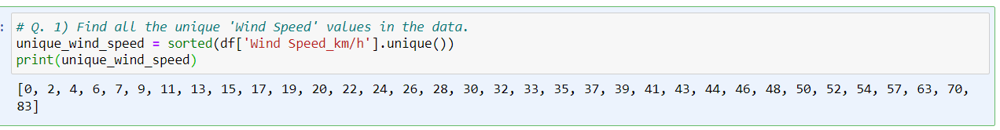 : # Q. 1) Find all the unique 'Wind Speed' values in the data.
unique_wind_speed = sorted(df['Wind Speed_km/h'].unique())
print(unique_wind_speed)
[0, 2, 4, 6, 7, 9, 11, 13, 15, 17, 19, 20, 22, 24, 26, 28, 30, 32, 33, 35, 37, 39, 41, 43, 44, 46, 48, 50, 52, 54, 57, 63, 70,
83]